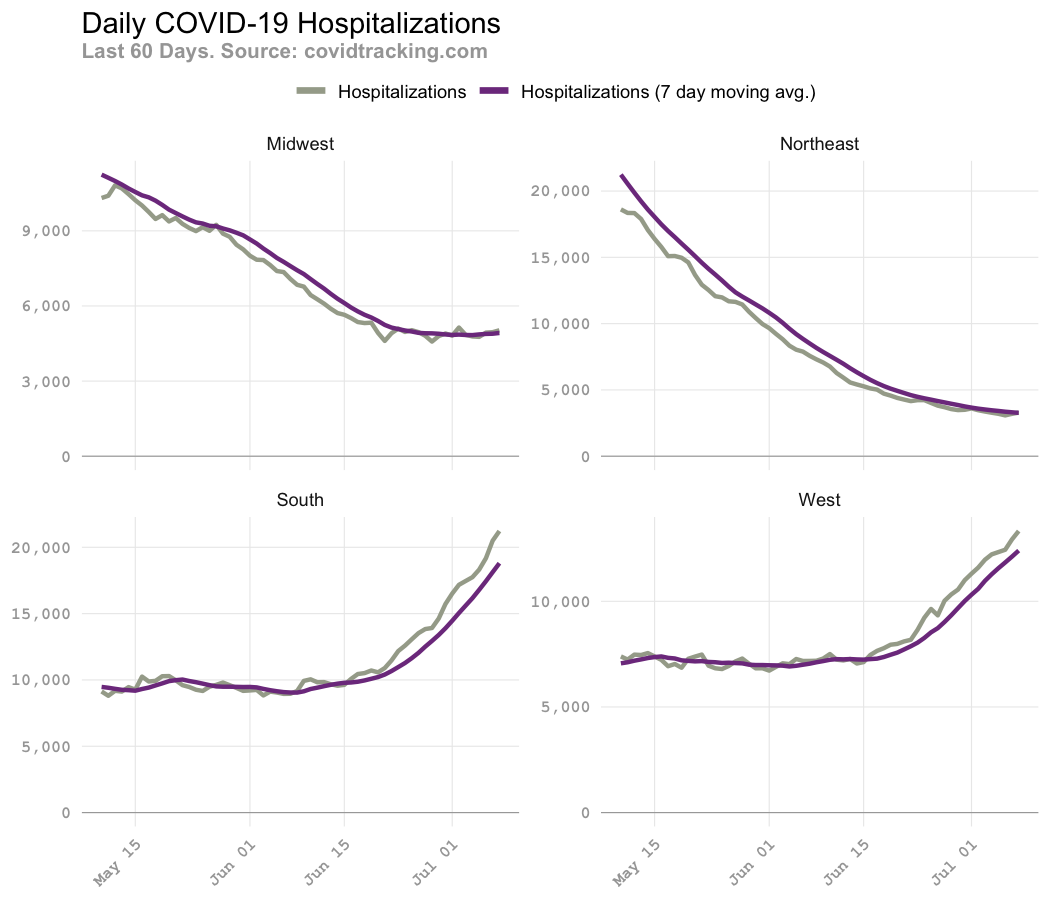 Daily COVID-19 Hospitalizations
Last 60 Days. Source: covidtracking.com
Hospitalizations Hospitalizations (7 day moving avg.)
Midwest Northeast
9,000
6,000
3,000
0
20,000
15,000
10,000
5,000
0
South West
20,000
15,000
10,000
5,000
0
10,000
5,000
0
May 15 Jun 01 Jun 15 Jul 01 May 15 Jun 01 Jun 15 Jul 01